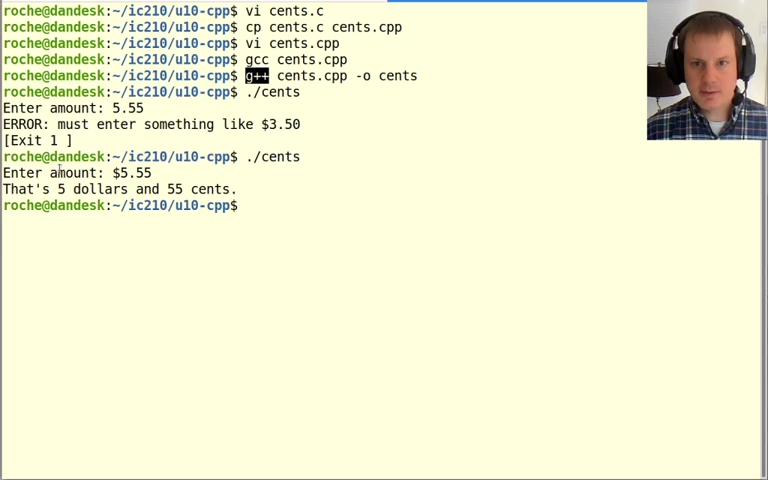 roche@dandesk:~/ic210/u10-cpp$ vi cents.c
roche@dandesk:~/ic210/u10-cpp$ cp cents.c cents.cpp
roche@dandesk:~/ic210/u10-cpp$ vi cents.cpp
roche@dandesk:~/ic210/u10-cpp$ gcc cents.cpp
roche@dandesk:~/ic210/u10-cpp$ g++ cents.cpp -o cents
roche@dandesk:~/ic210/u10-cpp$ ./cents
Enter amount: 5.55
ERROR: must enter something like $3.50
[Exit 1 ]
roche@dandesk:~/ic210/u10-cpp$ ./cents
Enter amount: $5.55
That's 5 dollars and 55 cents.
roche@dandesk:~/ic210/u10-cpp$